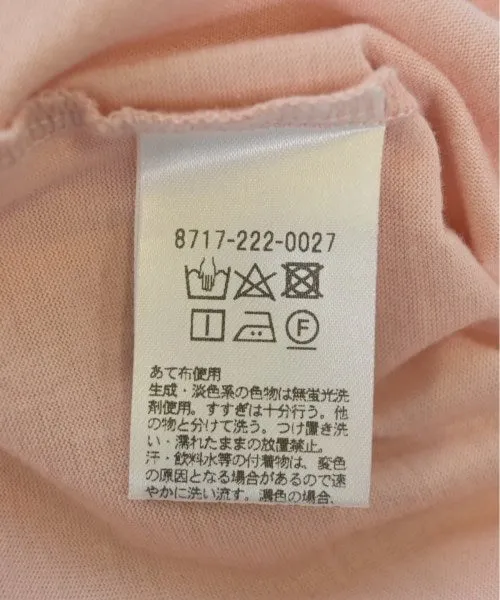 8717-222-0027
F
あて布使用
生成・淡色系の色物は無蛍光洗
剤使用。すすぎは十分行う。他
の物と分けて洗う。つけ置き洗
い・濡れたままの放置禁止。
汗・飲料水等の付着物は、変色
の原因となる場合があるので速
やかに洗い流す。濃色の場合、